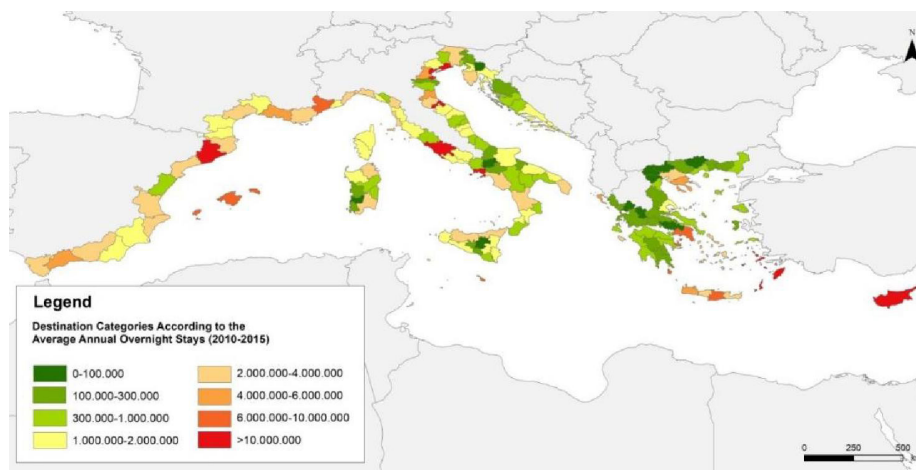 N
Legend
Destination Categories According to the
Average Annual Overnight Stays (2010-2015)
0-100.000
100.000-300.000
300.000-1.000.000
1.000.000-2.000.000
2.000.000-4.000.000
4.000.000-6.000.000
6.000.000-10.000.000
>10.000.000
0 250 500